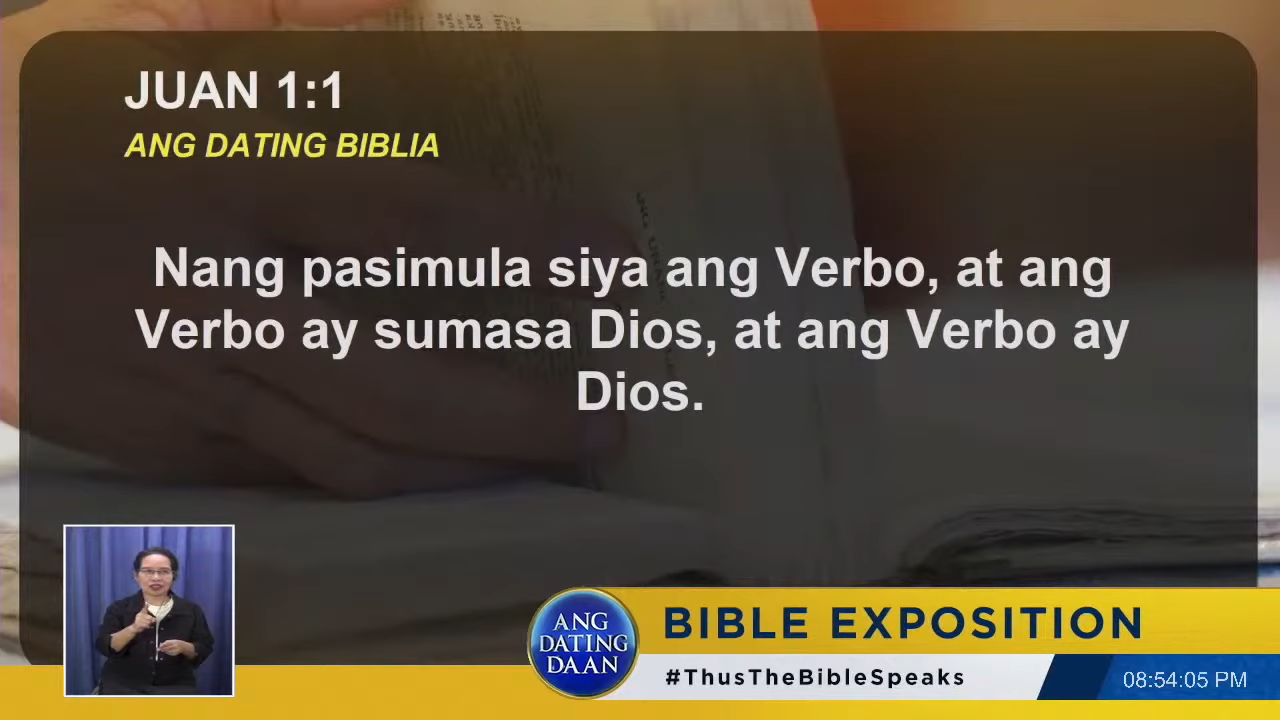 JUAN 1:1
ANG DATING BIBLIA
Nang pasimula siya ang Verbo, at ang
Verbo ay sumasa Dios, at ang Verbo ay
Dios.
ANG
DATING
DAAN
BIBLE EXPOSITION
#ThusTheBibleSpeaks
08:54:05 PM